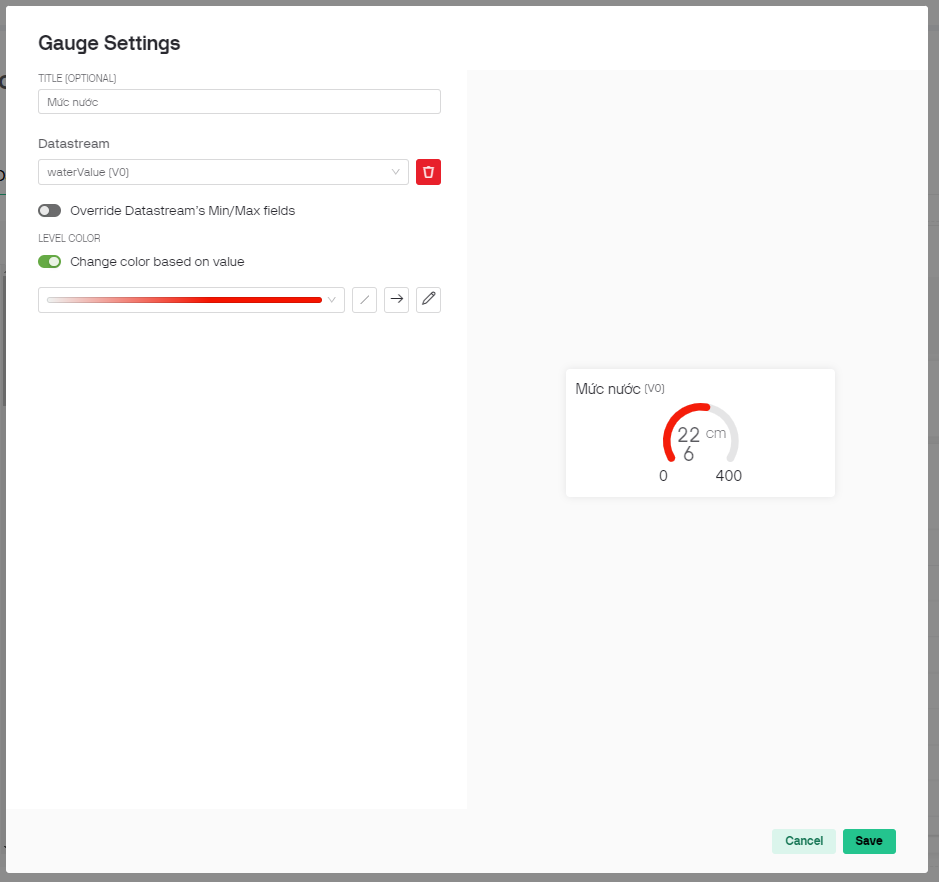 Gauge Settings
TITLE (OPTIONAL)
Mức nước
Datastream
waterValue (V0)
Override Datastream's Min/Max fields
LEVEL COLOR
Change color based on value
Mức nước (V0)
22 cm
6
0 400
Cancel Save